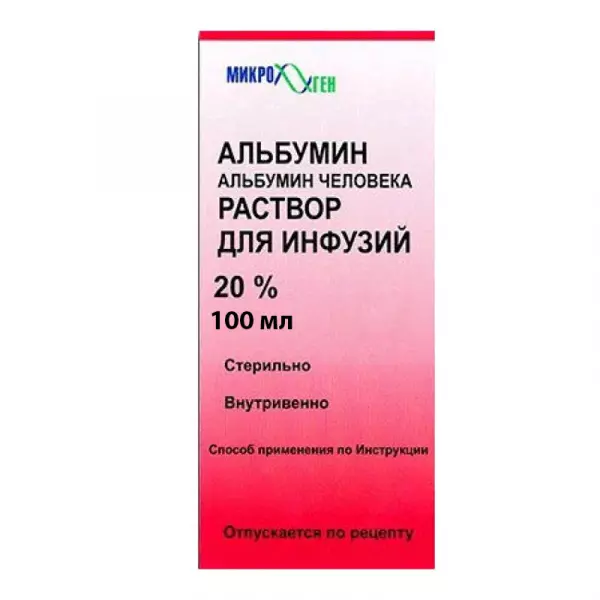 МИКРОГЕН
АЛЬБУМИН
АЛЬБУМИН ЧЕЛОВЕКА
РАСТВОР
ДЛЯ ИНФУЗИЙ
20 %
100 мл
Стерильно
Внутривенно
Способ применения по Инструкции
Отпускается по рецепту